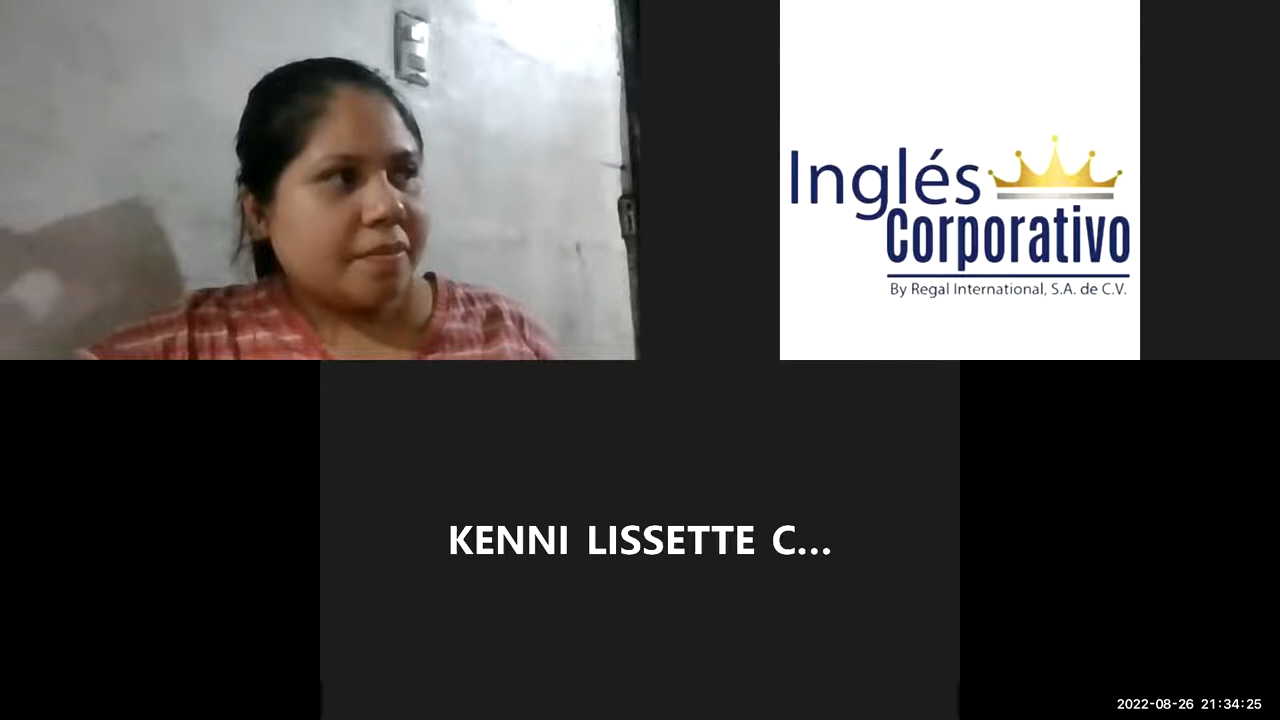 Inglés
Corporativo
By Regal International, S.A. de C.V.
KENNI LISSETTE C...
2022-08-26 21:34:25